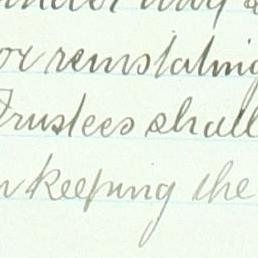 or reinstating
Trustees shall
keeping the